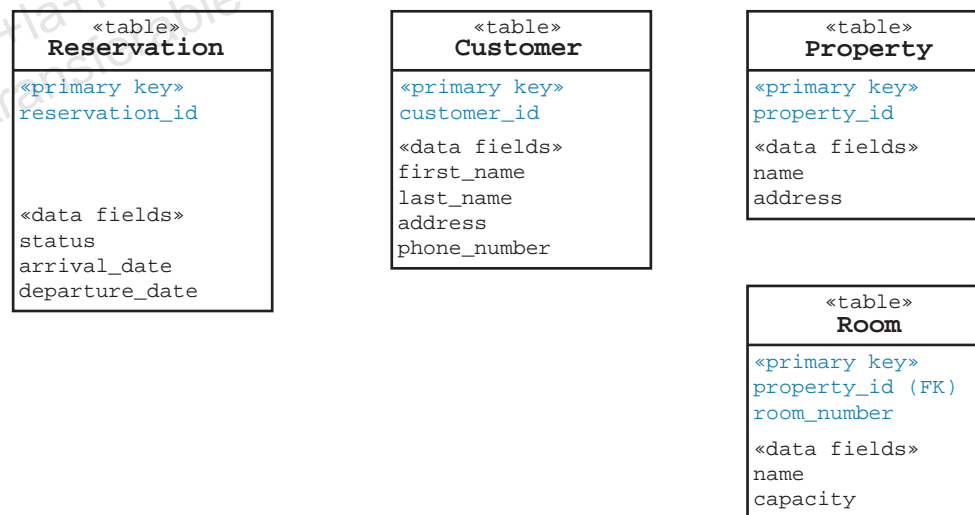 «table»
Reservation
«primary key»
reservation_id
«data fields»
status
arrival_date
departure_date
«table»
Customer
«primary key»
customer_id
«data fields»
first_name
last_name
address
phone_number
«table»
Property
«primary key»
property_id
«data fields»
name
address
«table»
Room
«primary key»
property_id (FK)
room_number
«data fields»
name
capacity